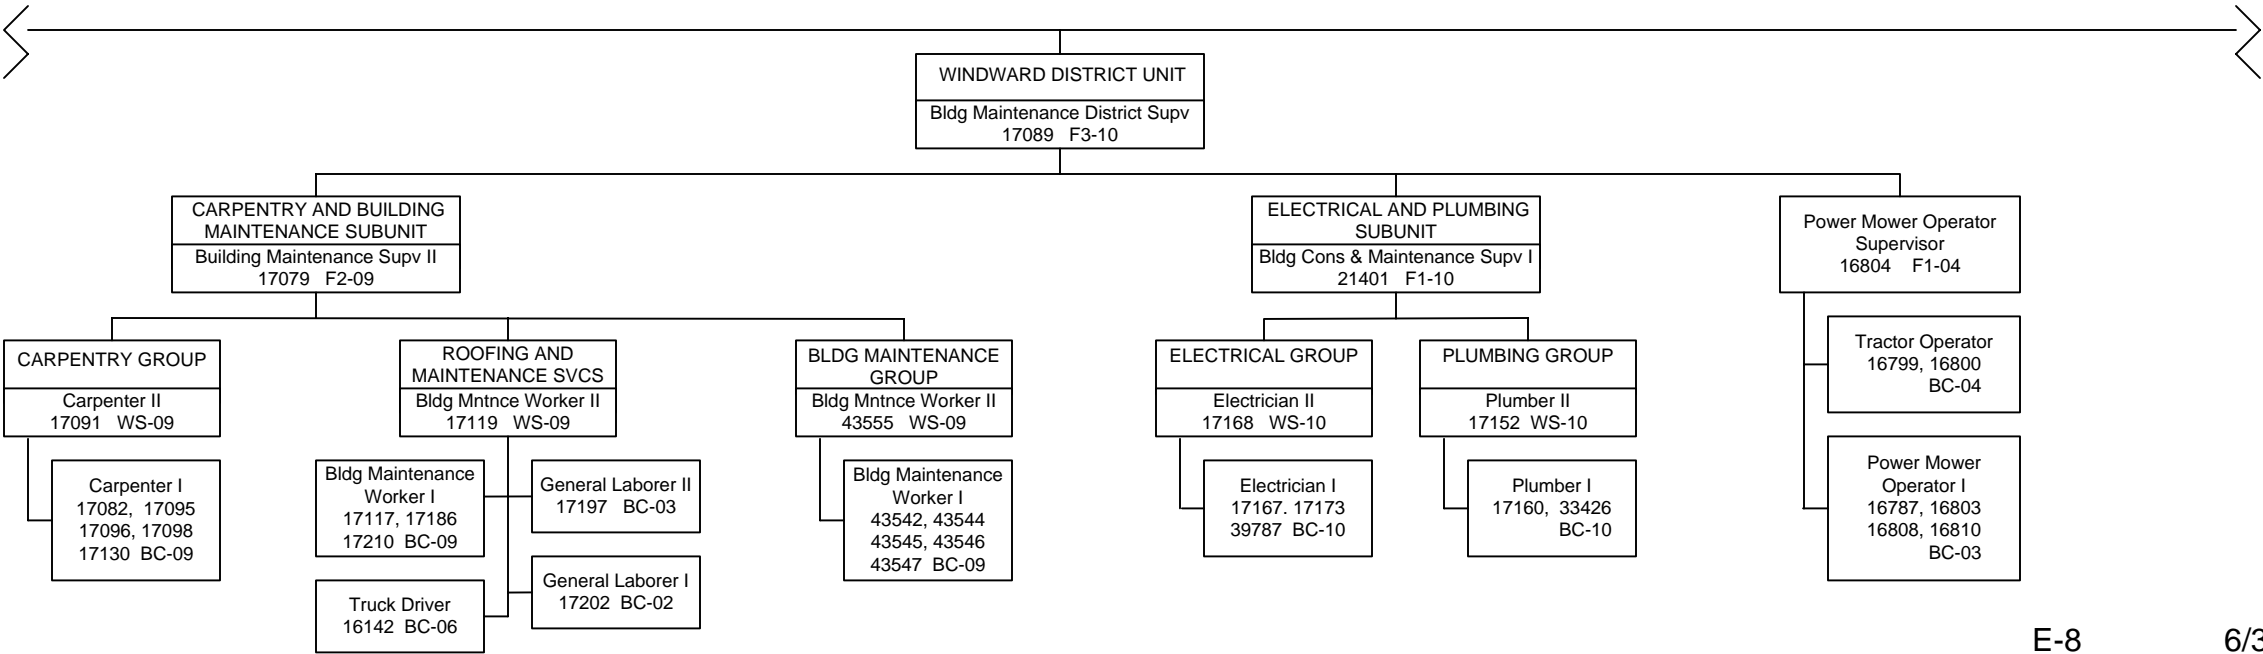 WINDWARD DISTRICT UNIT
Bldg Maintenance District Supv
17089 F3-10
CARPENTRY AND BUILDING
MAINTENANCE SUBUNIT
Building Maintenance Supv II
17079 F2-09
ELECTRICAL AND PLUMBING
SUBUNIT
Bldg Cons & Maintenance Supv I
21401 F1-10
Power Mower Operator
Supervisor
16804 F1-04
CARPENTRY GROUP
Carpenter II
17091 WS-09
Carpenter I
17082, 17095
17096, 17098
17130 BC-09
ROOFING AND
MAINTENANCE SVCS
Bldg Mntnce Worker II
17119 WS-09
Bldg Maintenance
Worker I
17117, 17186
17210 BC-09
General Laborer II
17197 BC-03
Truck Driver
16142 BC-06
General Laborer I
17202 BC-02
BLDG MAINTENANCE
GROUP
Bldg Mntnce Worker II
43555 WS-09
Bldg Maintenance
Worker I
43542, 43544
43545, 43546
43547 BC-09
ELECTRICAL GROUP
Electrician II
17168 WS-10
Electrician I
17167. 17173
39787 BC-10
PLUMBING GROUP
Plumber II
17152 WS-10
Plumber I
17160, 33426
BC-10
Tractor Operator
16799, 16800
BC-04
Power Mower
Operator I
16787, 16803
16808, 16810
BC-03
E-8 6/3